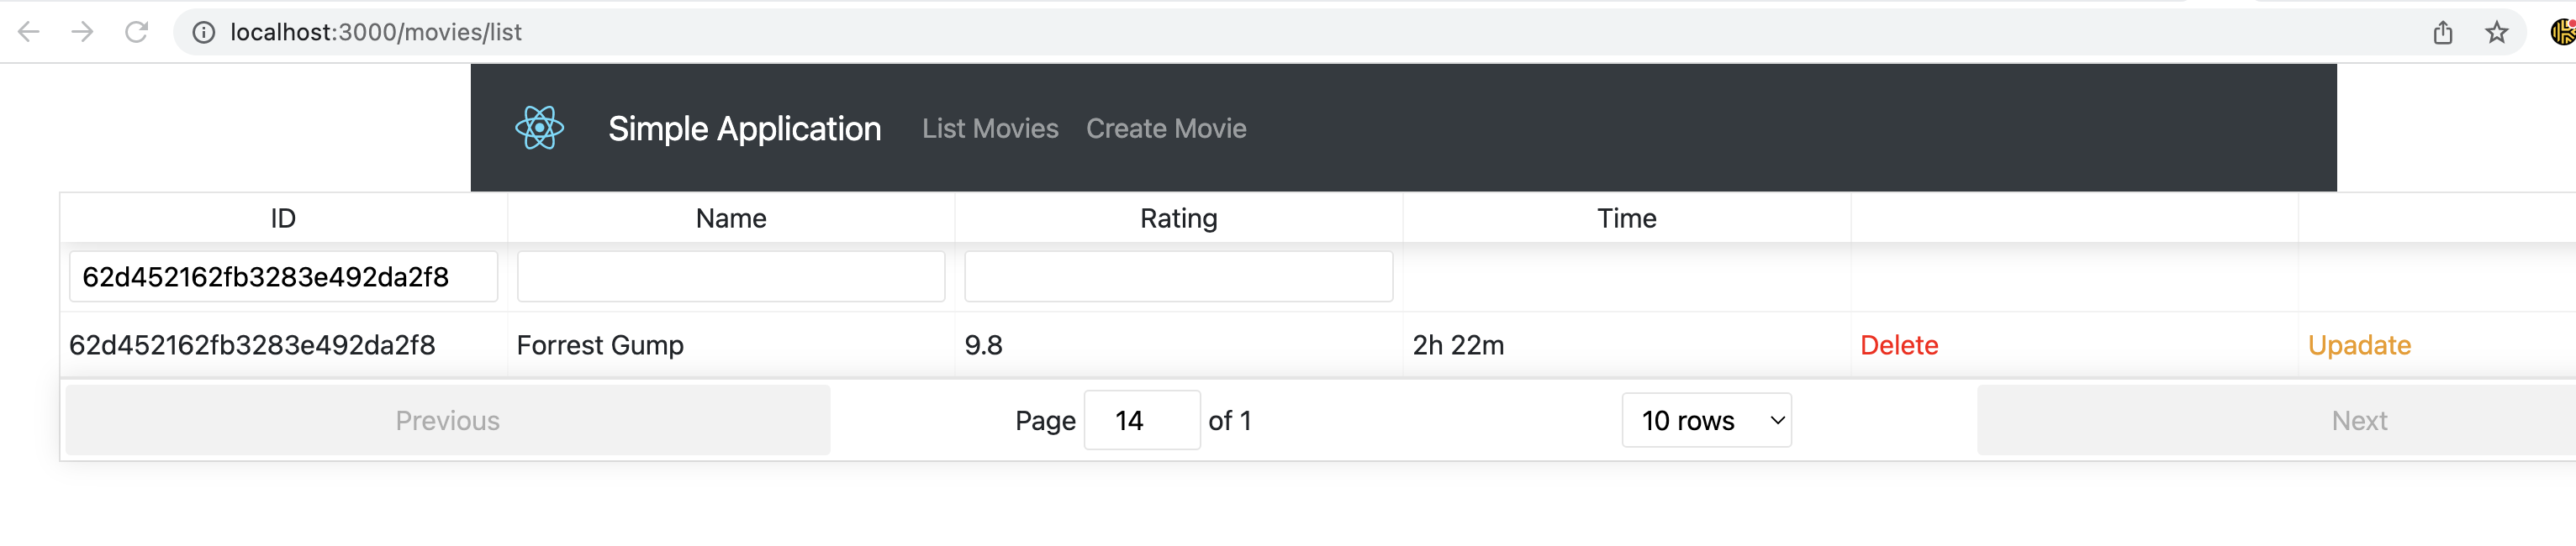 localhost:3000/movies/list
Simple Application List Movies Create Movie
ID Name Rating Time
62d452162fb3283e492da2f8
62d452162fb3283e492da2f8 Forrest Gump 9.8 2h 22m Delete Upadate
Previous Page 14 of 1 10 rows Next